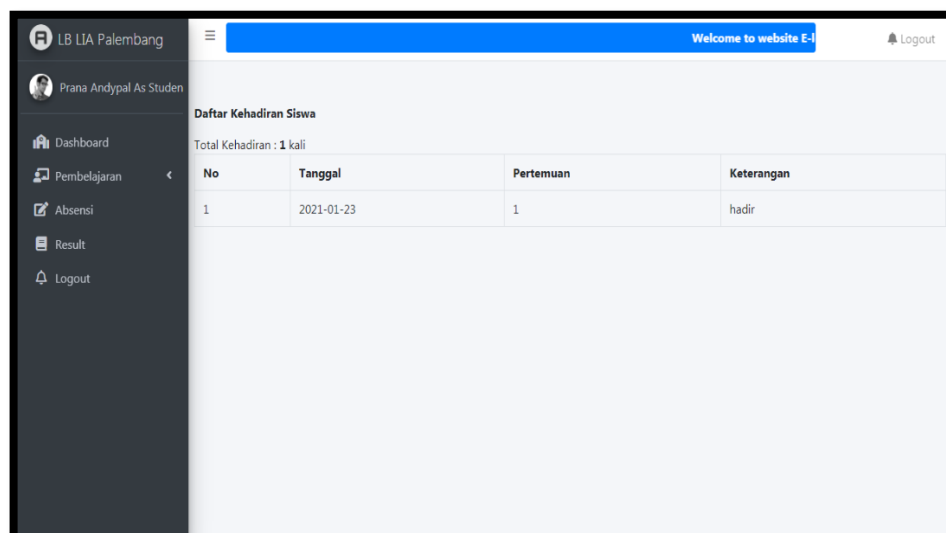 LB LIA Palembang
Prana Andypal As Studen
Dashboard
Pembelajaran
Absensi
Result
Logout
Welcome to website E-l
Logout
Daftar Kehadiran Siswa
Total Kehadiran : 1 kali
No Tanggal Pertemuan Keterangan
1 2021-01-23 1 hadir